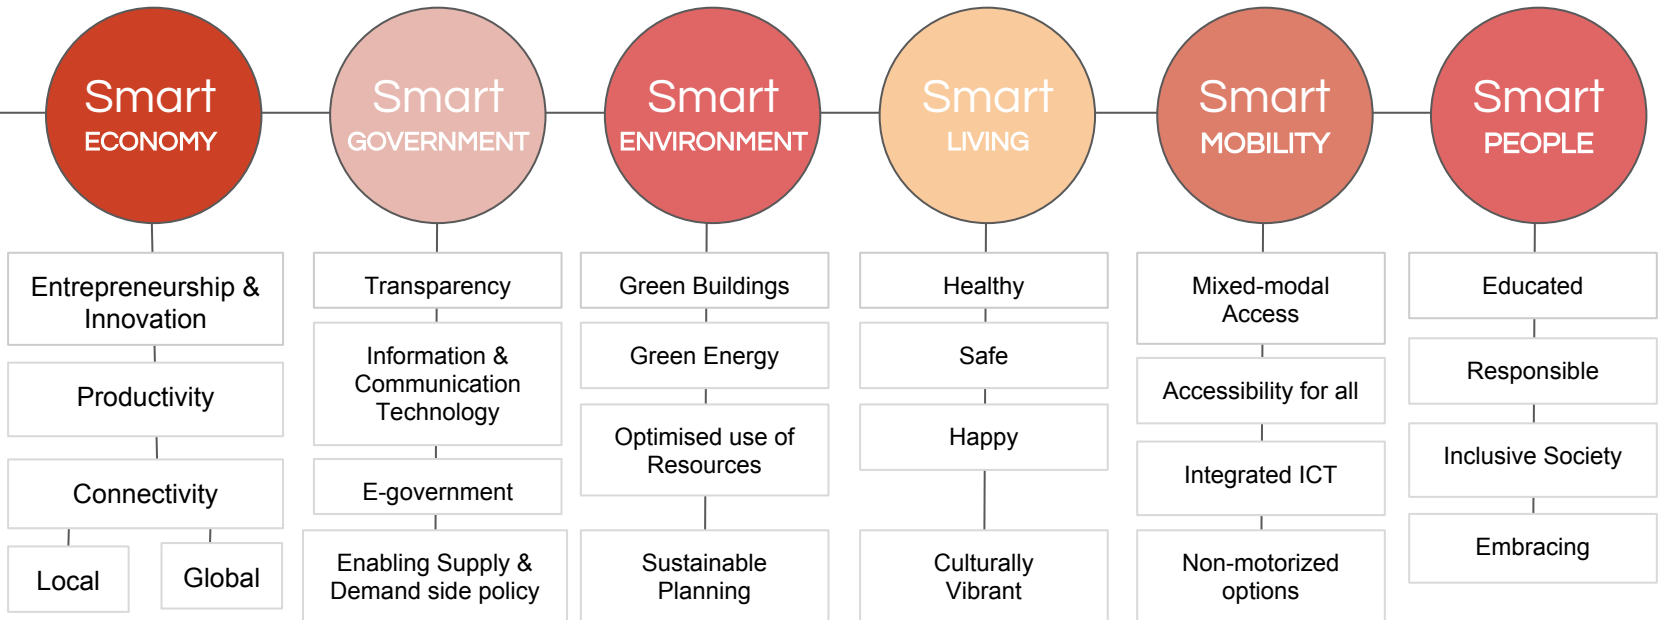 Smart
ECONOMY
Entrepreneurship &
Innovation
Productivity
Connectivity
Local
Global
Smart
GOVERNMENT
Transparency
Information &
Communication
Technology
E-government
Enabling Supply &
Demand side policy
Smart
ENVIRONMENT
Green Buildings
Green Energy
Optimised use of
Resources
Sustainable
Planning
Smart
LIVING
Healthy
Safe
Happy
Culturally
Vibrant
Smart
MOBILITY
Mixed-modal
Access
Accessibility for all
Integrated ICT
Non-motorized
options
Smart
PEOPLE
Educated
Responsible
Inclusive Society
Embracing